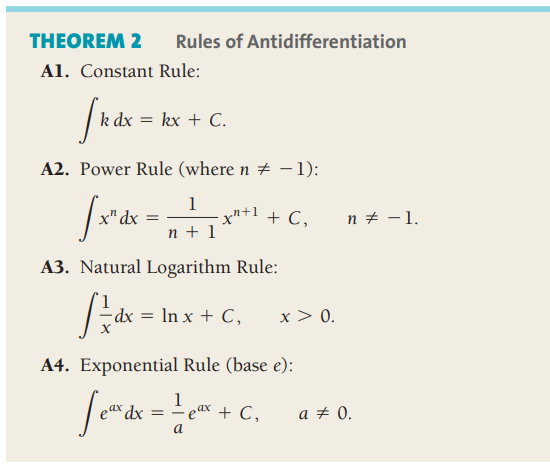 THEOREM 2 Rules of Antidifferentiation
A1. Constant Rule:
∫ k dx = kx + C.
A2. Power Rule (where n ≠ −1):
∫ xⁿ dx = 1/(n + 1) xⁿ⁺¹ + C, n ≠ −1.
A3. Natural Logarithm Rule:
∫ 1/x dx = ln x + C, x > 0.
A4. Exponential Rule (base e):
∫ eᵃˣ dx = 1/a eᵃˣ + C, a ≠ 0.